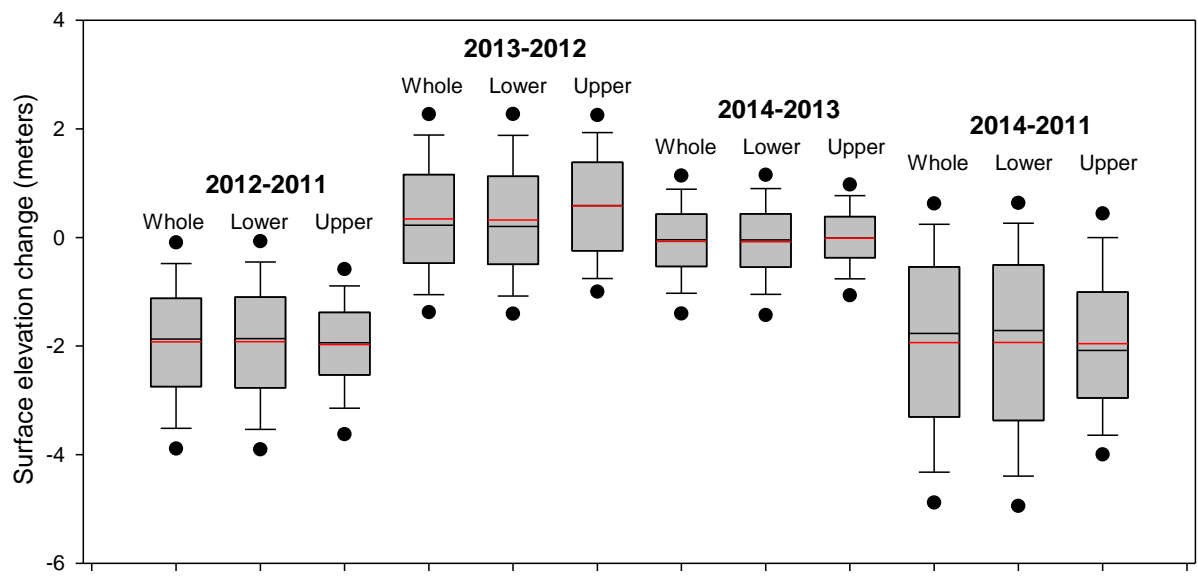 4
2
0
-2
-4
-6
Surface elevation change (meters)
2012-2011
Whole Lower Upper
2013-2012
Whole Lower Upper
2014-2013
Whole Lower Upper
2014-2011
Whole Lower Upper